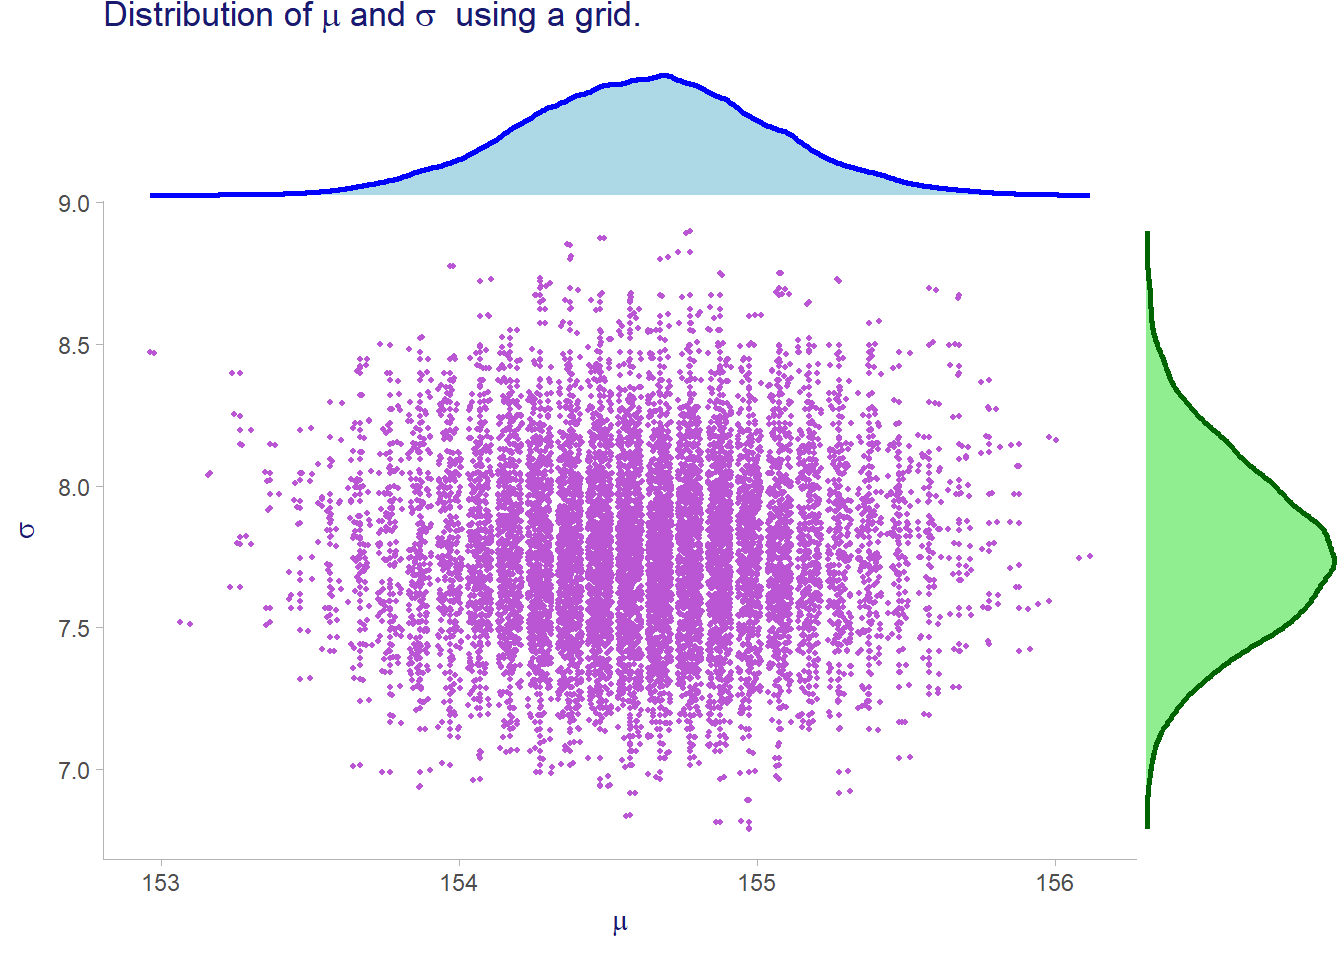 Distribution of μ and σ  using a grid.
9.0
8.5
8.0
σ
7.5
7.0
153 154 155 156
μ